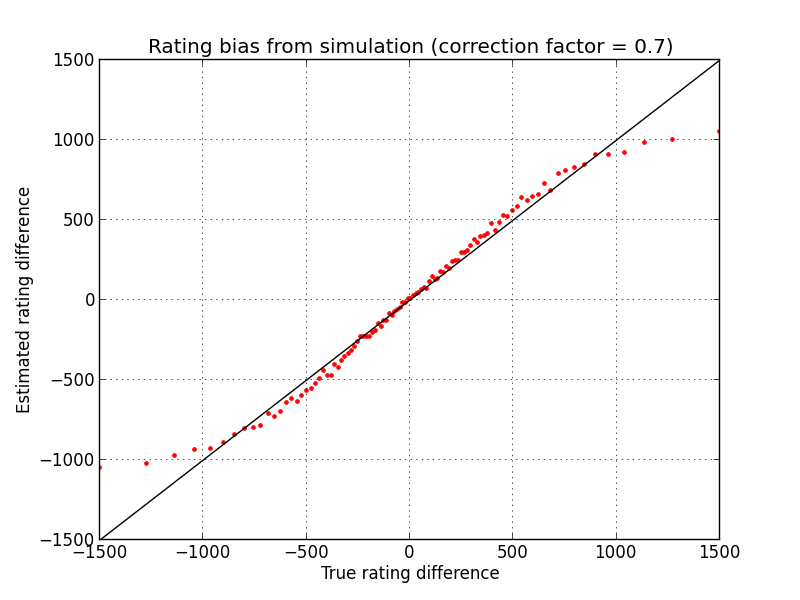 Rating bias from simulation (correction factor = 0.7)
1500
1000
500
0
−500
−1000
−1500
Estimated rating difference
−1500 −1000 −500 0 500 1000 1500
True rating difference